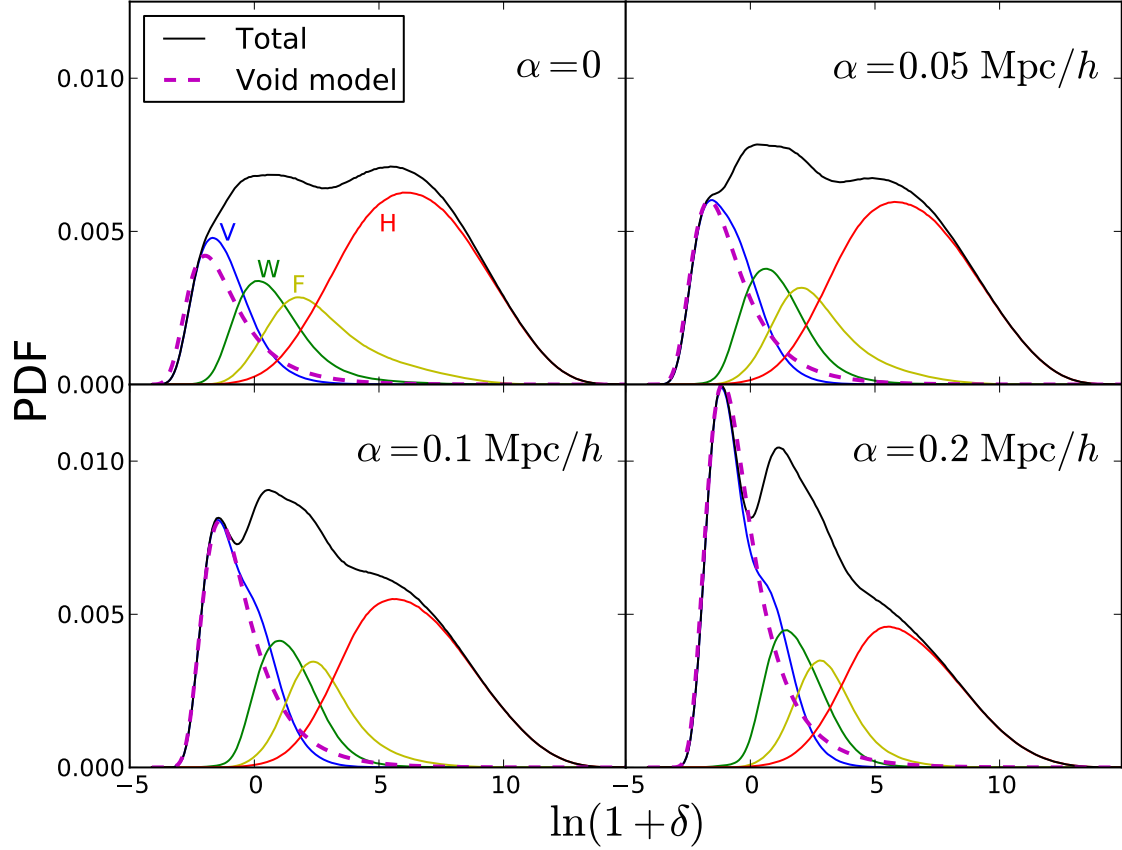 Total
Void model
α=0
α=0.05 Mpc/h
0.010
0.005
0.000
V
W
F
H
PDF
α=0.1 Mpc/h
α=0.2 Mpc/h
0.010
0.005
0.000
−5 0 5 10 −5 0 5 10
ln(1+δ)